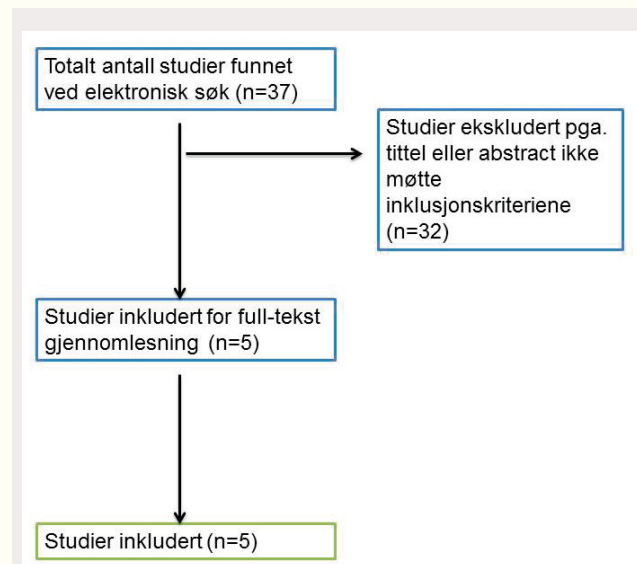 Totalt antall studier funnet
ved elektronisk søk (n=37)
Studier ekskludert pga.
tittel eller abstract ikke
møtte
inklusjonskriteriene
(n=32)
Studier inkludert for full-tekst
gjennomlesning (n=5)
Studier inkludert (n=5)